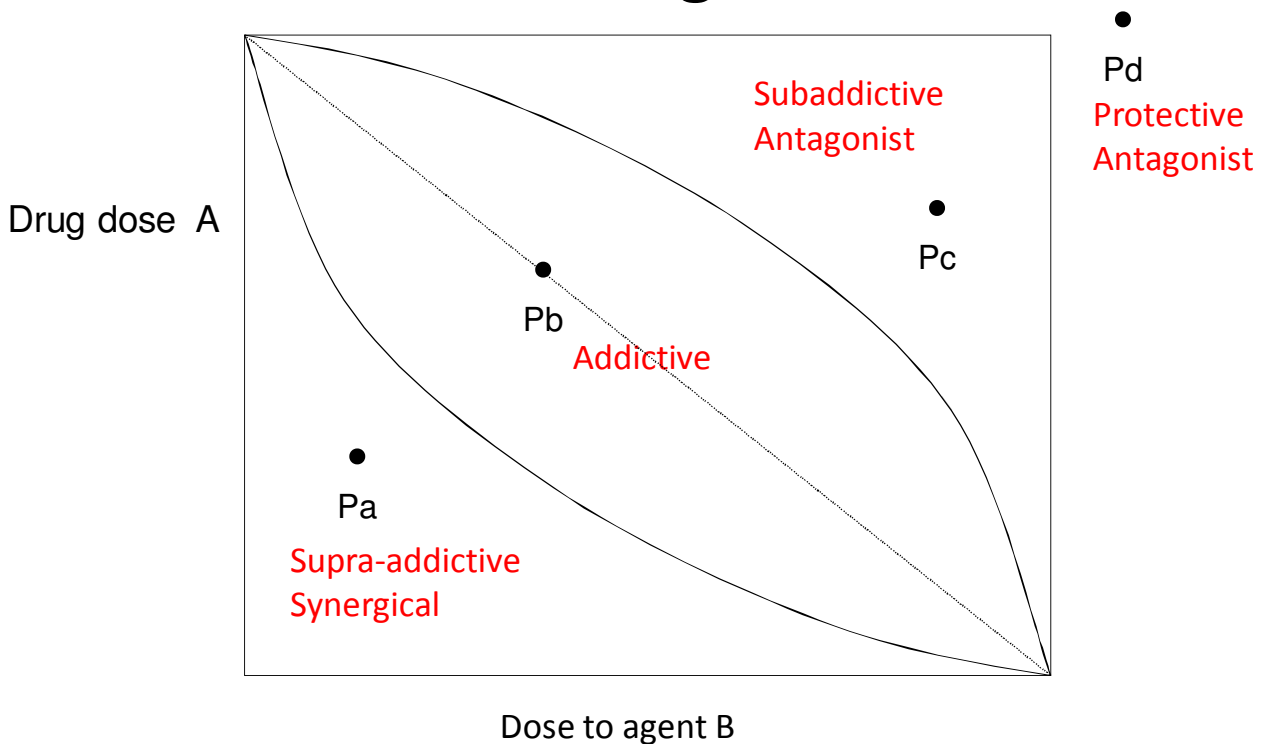 Pd
Subaddictive
Antagonist
Protective
Antagonist
Drug dose A
Pc
Pb
Addictive
Pa
Supra-addictive
Synergical
Dose to agent B